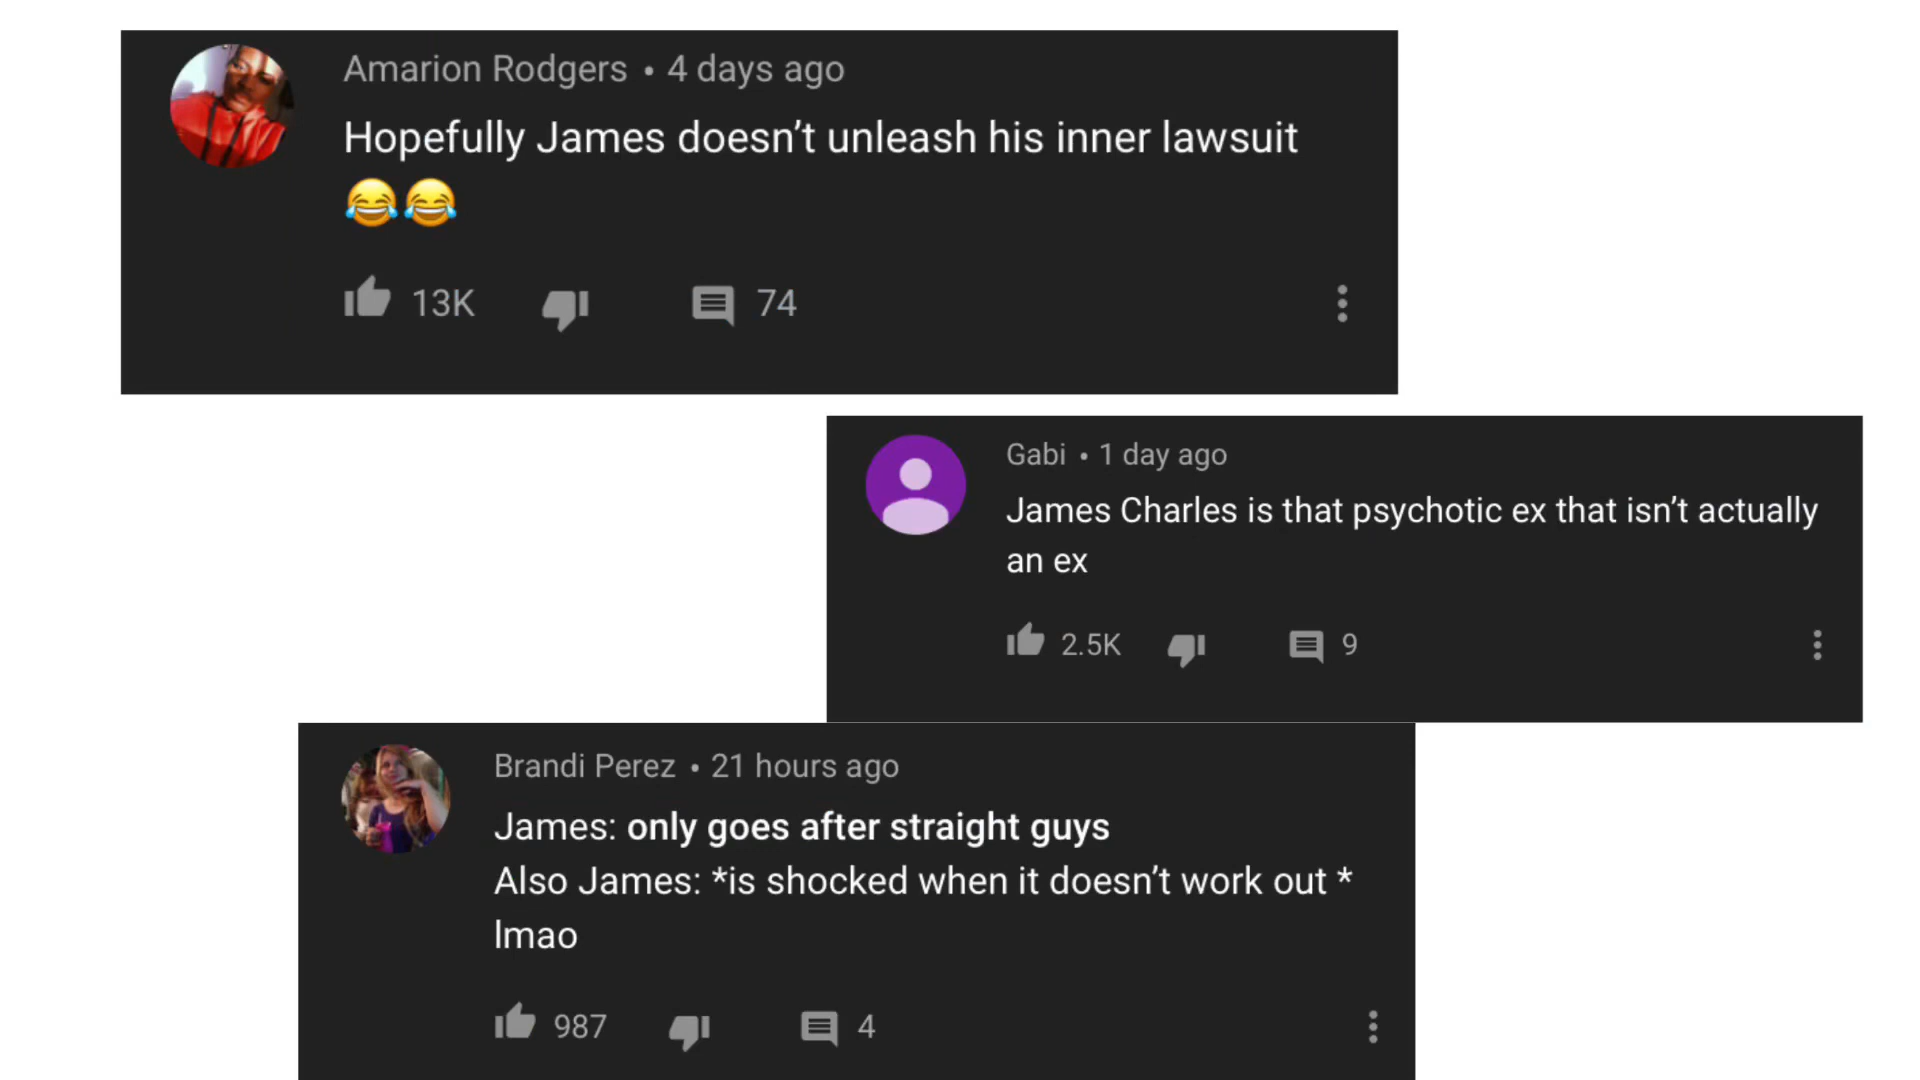 Amarion Rodgers • 4 days ago
Hopefully James doesn’t unleash his inner lawsuit
😂😂
13K 74
Gabi • 1 day ago
James Charles is that psychotic ex that isn’t actually
an ex
2.5K 9
Brandi Perez • 21 hours ago
James: only goes after straight guys
Also James: *is shocked when it doesn’t work out *
lmao
987 4